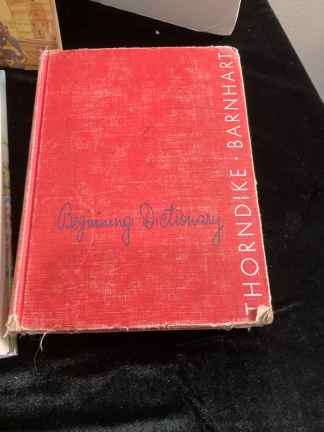 Beginning Dictionary
THORNDIKE • BARNHART